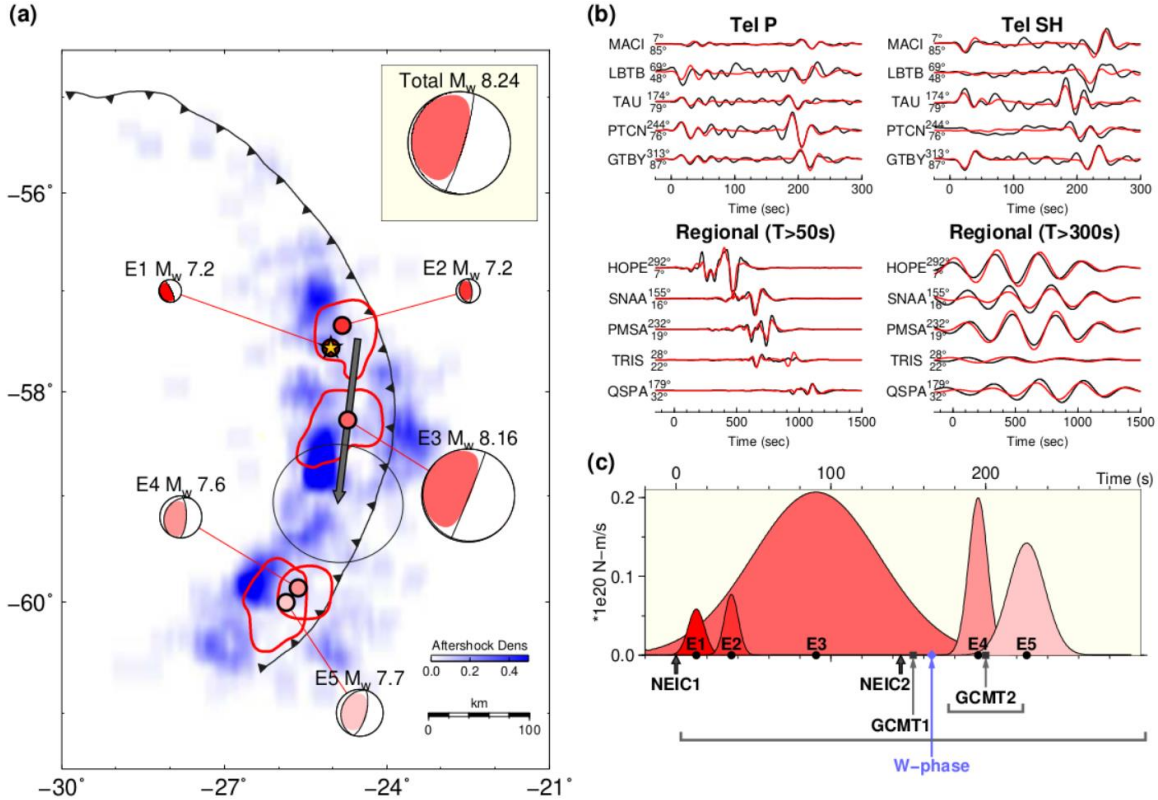 (a)
Total Mw 8.24
−56˚
E1 Mw 7.2
E2 Mw 7.2
−58˚
E3 Mw 8.16
E4 Mw 7.6
−60˚
Aftershock Dens
0.0 0.2 0.4
E5 Mw 7.7
km
0 100
−30˚ −27˚ −24˚ −21˚
(b)
Tel P
MACI 7° 85°
LBTB 69° 48°
TAU 174° 79°
PTCN 244° 76°
GTBY 313° 87°
0 100 200 300
Time (sec)
Tel SH
MACI 7° 85°
LBTB 69° 48°
TAU 174° 79°
PTCN 244° 76°
GTBY 313° 87°
0 100 200 300
Time (sec)
Regional (T>50s)
HOPE 292° 7°
SNAA 155° 16°
PMSA 232° 19°
TRIS 28° 22°
QSPA 179° 32°
0 500 1000 1500
Time (sec)
Regional (T>300s)
HOPE 292° 7°
SNAA 155° 16°
PMSA 232° 19°
TRIS 28° 22°
QSPA 179° 32°
0 500 1000 1500
Time (sec)
(c)
0 100 200 Time (s)
0.2
0.1
0.0
*1e20 N−m/s
E1 E2 E3 E4 E5
NEIC1 NEIC2
GCMT2
GCMT1
W−phase